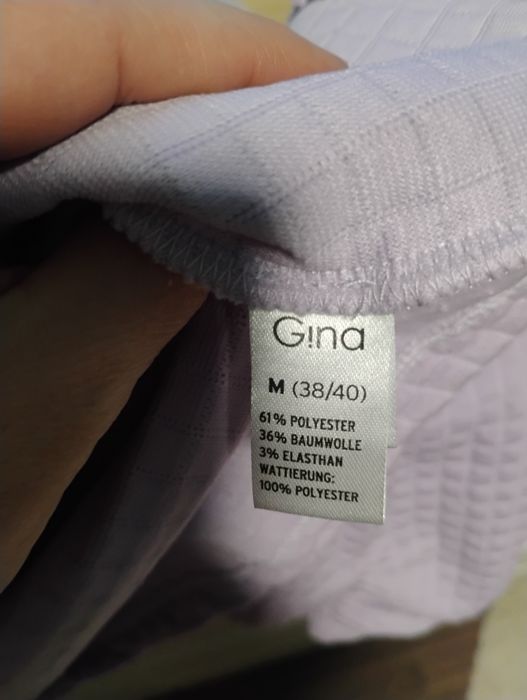 Gina
M (38/40)
61% POLYESTER
36% BAUMWOLLE
3% ELASTHAN
WATTIERUNG:
100% POLYESTER